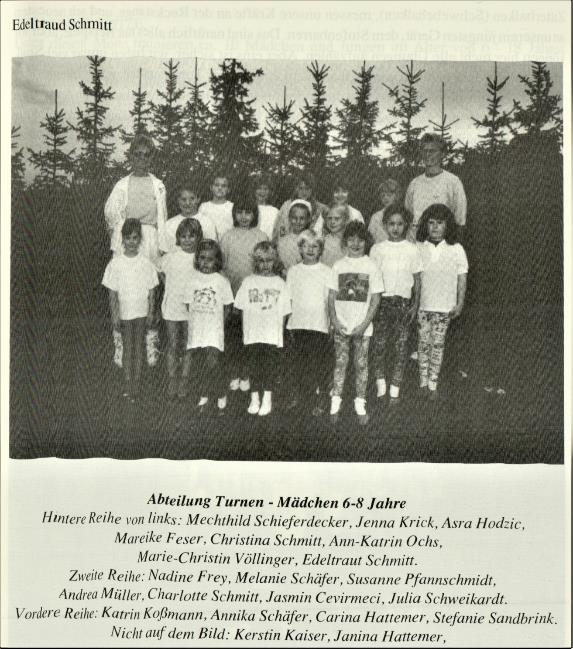 Edeltraud Schmitt
Abteilung Turnen - Mädchen 6-8 Jahre
Hintere Reihe von links: Mechthild Schieferdecker, Jenna Krick, Asra Hodzic,
Mareike Feser, Christina Schmitt, Ann-Katrin Ochs,
Marie-Christin Völlinger, Edeltraud Schmitt.
Zweite Reihe: Nadine Frey, Melanie Schäfer, Susanne Pfannschmidt,
Andrea Müller, Charlotte Schmitt, Jasmin Cevirmeci, Julia Schweikardt.
Vordere Reihe: Katrin Koßmann, Annika Schäfer, Carina Hattemer, Stefanie Sandbrink.
Nicht auf dem Bild: Kerstin Kaiser, Janina Hattemer,